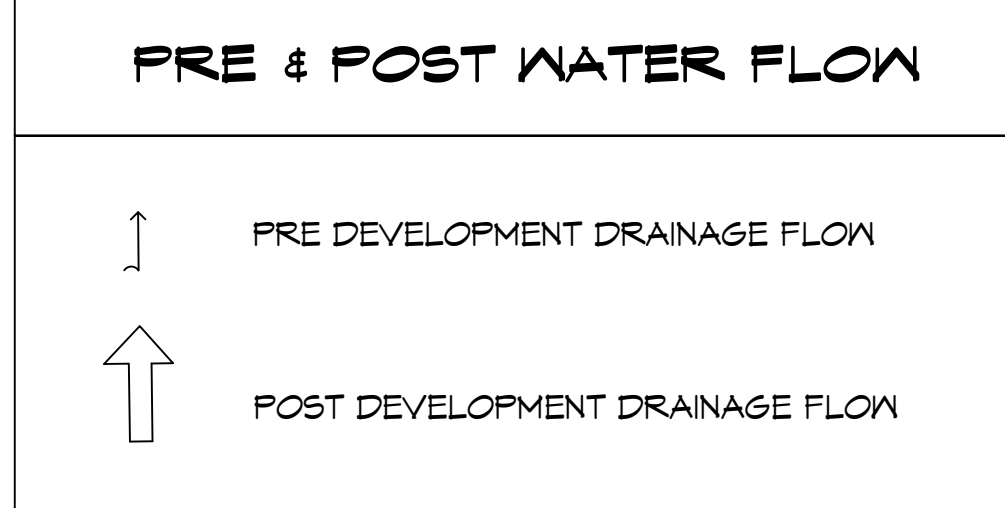 PRE & POST WATER FLOW
PRE DEVELOPMENT DRAINAGE FLOW
POST DEVELOPMENT DRAINAGE FLOW